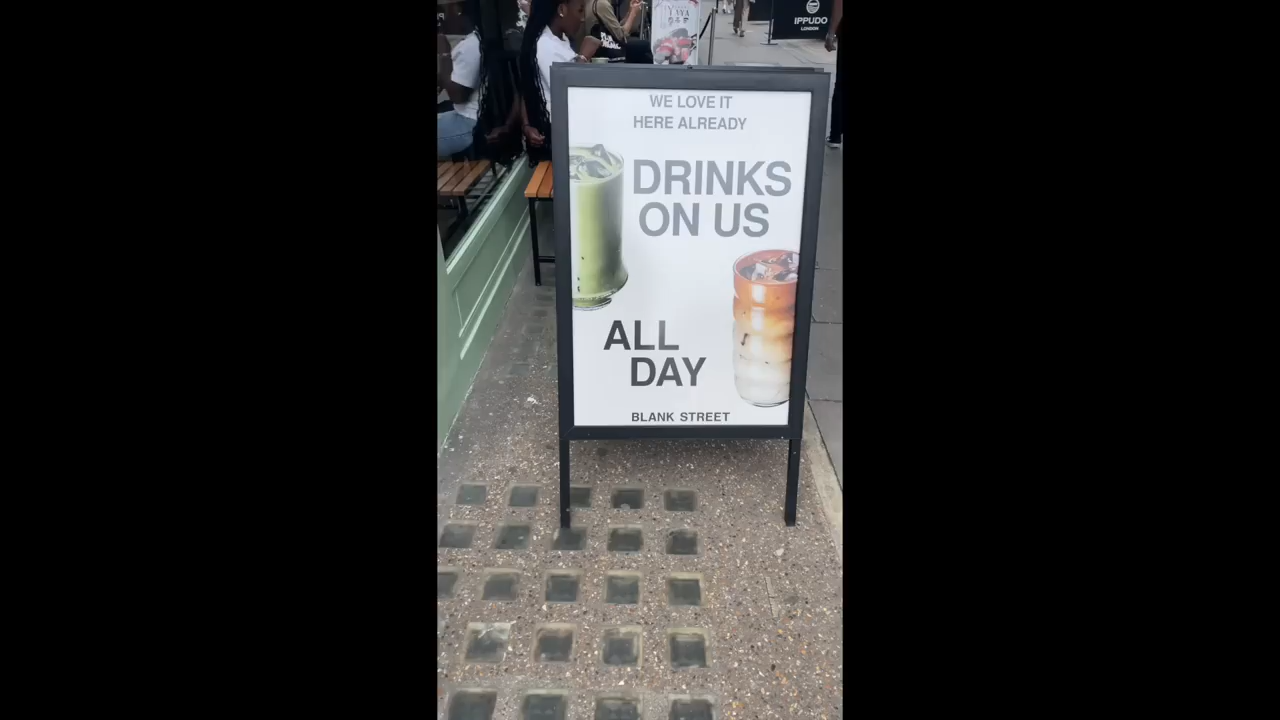 IPPUDO
LONDON
WE LOVE IT
HERE ALREADY
DRINKS
ON US
ALL
DAY
BLANK STREET